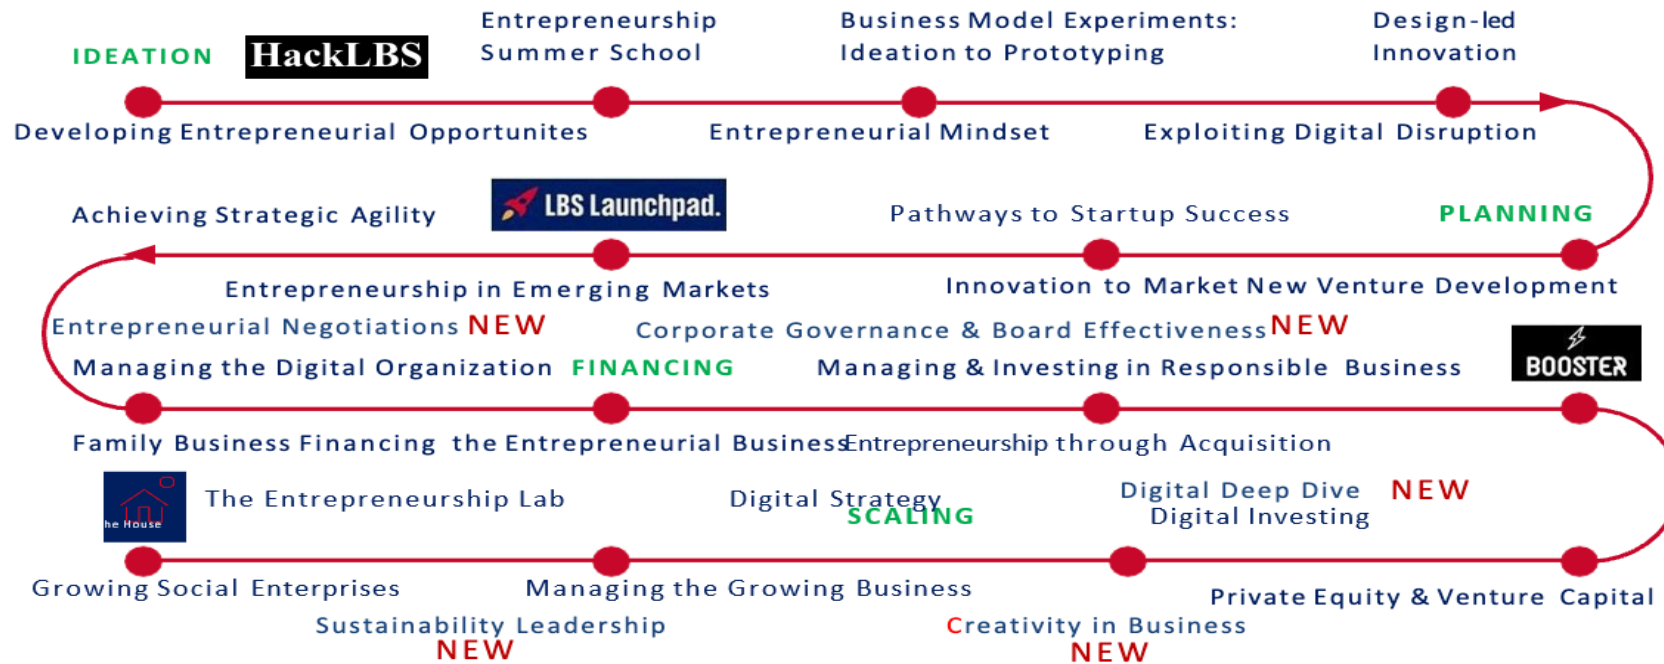 Entrepreneurship
Summer School
Business Model Experiments:
Ideation to Prototyping
Design-led
Innovation
IDEATION
HackLBS
Developing Entrepreneurial Opportunites
Entrepreneurial Mindset
Exploiting Digital Disruption
Achieving Strategic Agility
LBS Launchpad.
Pathways to Startup Success
PLANNING
Entrepreneurship in Emerging Markets
Innovation to Market New Venture Development
Entrepreneurial Negotiations NEW
Corporate Governance & Board Effectiveness NEW
Managing the Digital Organization
FINANCING
Managing & Investing in Responsible Business
BOOSTER
Family Business Financing the Entrepreneurial Business
Entrepreneurship through Acquisition
he House
The Entrepreneurship Lab
Digital Strategy
SCALING
Digital Deep Dive NEW
Digital Investing
Growing Social Enterprises
Managing the Growing Business
Private Equity & Venture Capital
Sustainability Leadership
NEW
Creativity in Business
NEW